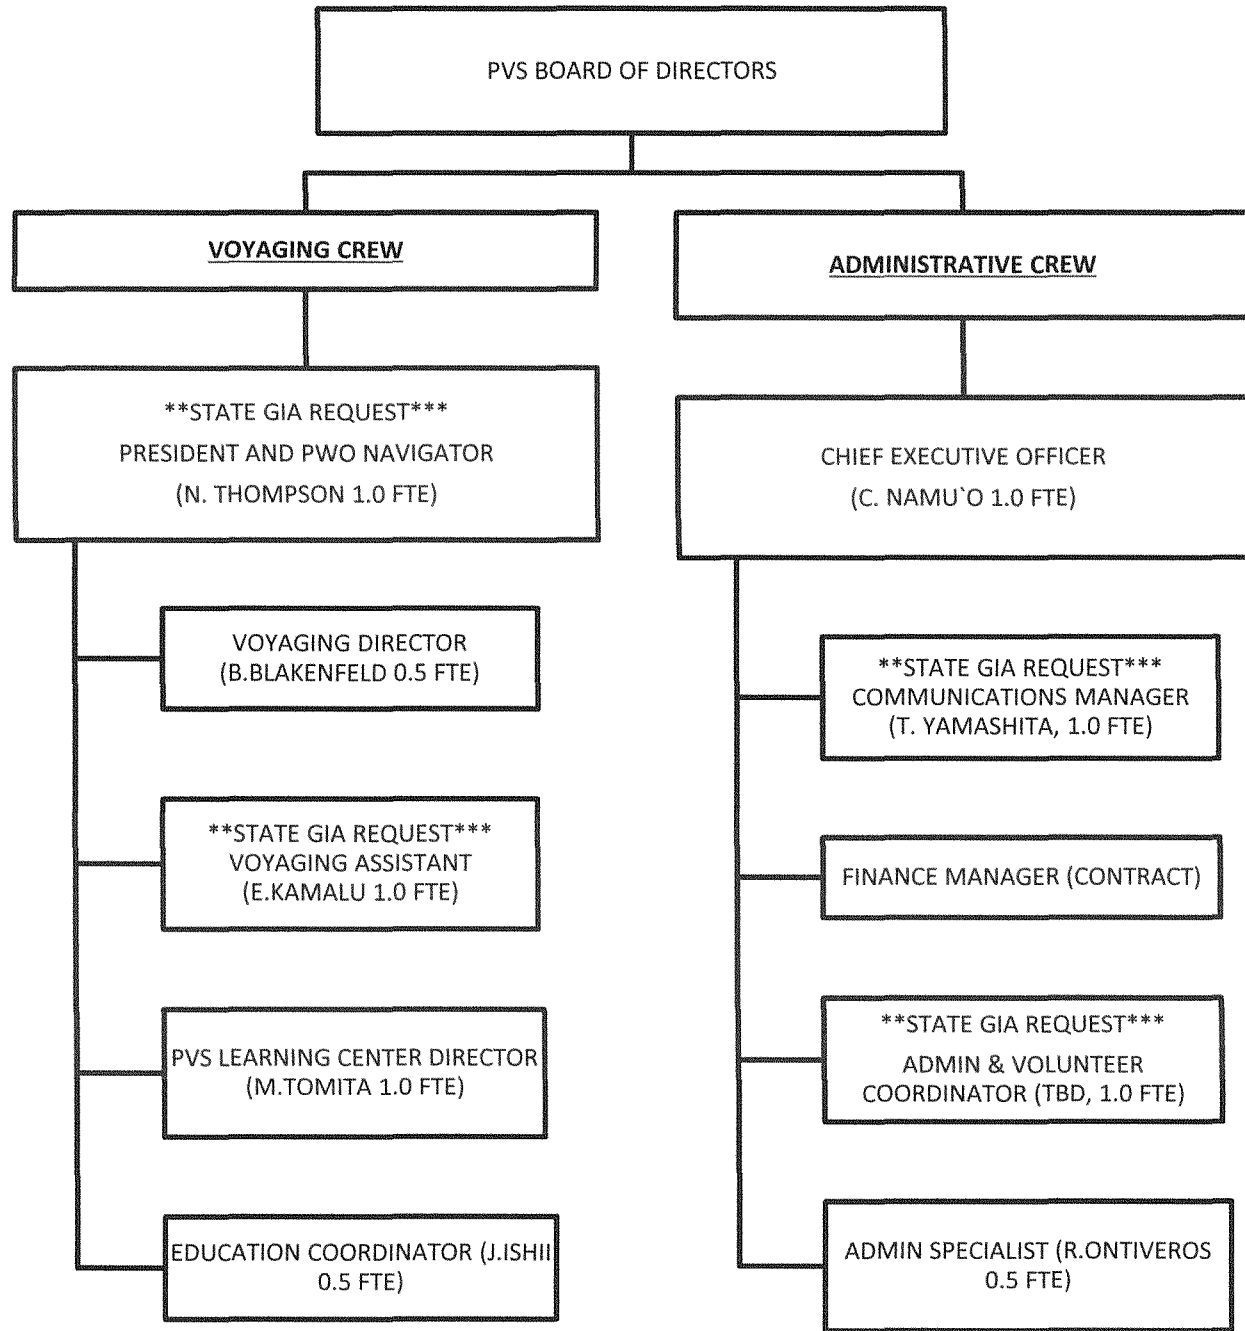 PVS BOARD OF DIRECTORS
VOYAGING CREW
ADMINISTRATIVE CREW
**STATE GIA REQUEST***
PRESIDENT AND PWO NAVIGATOR
(N. THOMPSON 1.0 FTE)
CHIEF EXECUTIVE OFFICER
(C. NAMU`O 1.0 FTE)
VOYAGING DIRECTOR
(B.BLAKENFELD 0.5 FTE)
**STATE GIA REQUEST***
COMMUNICATIONS MANAGER
(T. YAMASHITA, 1.0 FTE)
**STATE GIA REQUEST***
VOYAGING ASSISTANT
(E.KAMALU 1.0 FTE)
FINANCE MANAGER (CONTRACT)
PVS LEARNING CENTER DIRECTOR
(M.TOMITA 1.0 FTE)
**STATE GIA REQUEST***
ADMIN & VOLUNTEER
COORDINATOR (TBD, 1.0 FTE)
EDUCATION COORDINATOR (J.ISHII
0.5 FTE)
ADMIN SPECIALIST (R.ONTIVEROS
0.5 FTE)